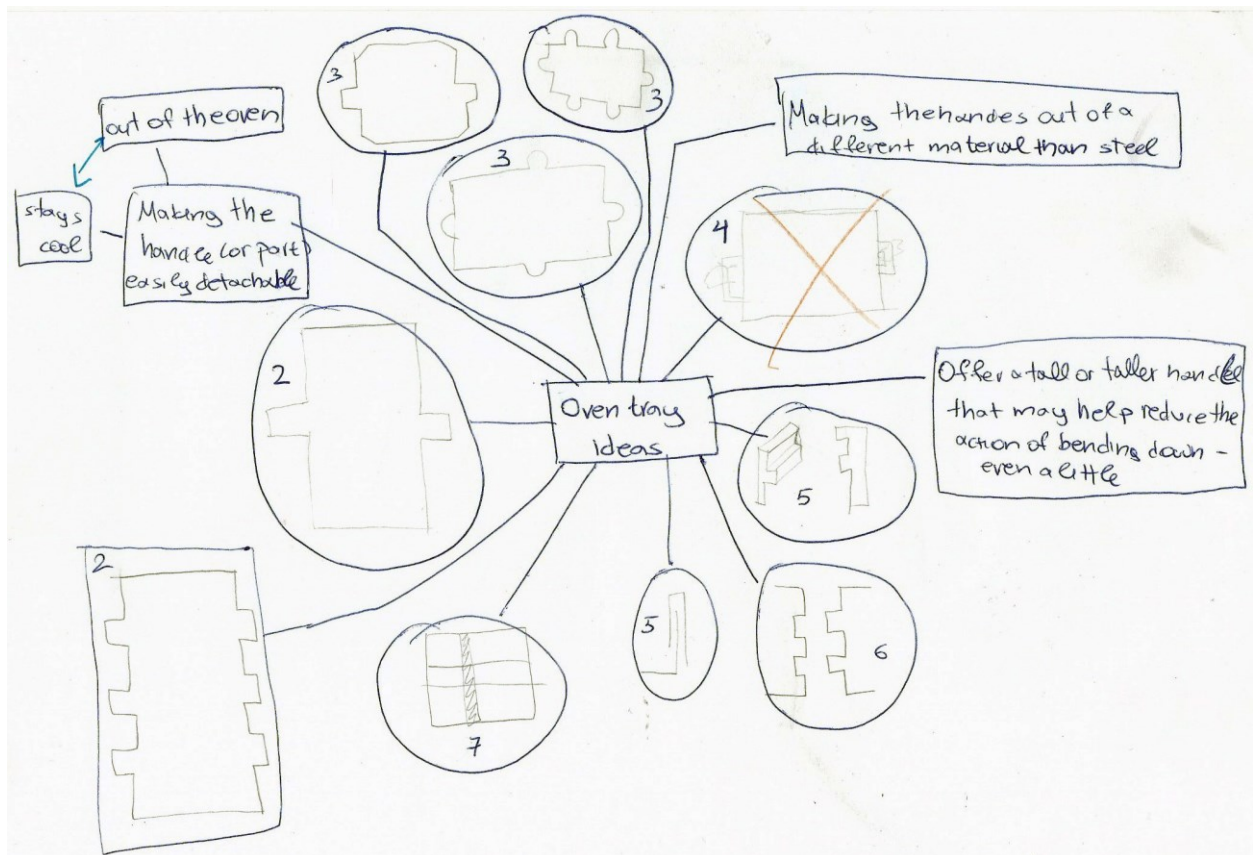 3
3
out of the oven
Making the handes out of a
different material than steel
3
stays
cool
Making the
handle (or part)
easily detachable
4
2
Offer a tall or taller handle
that may help reduce the
action of bending down -
even a little
Oven tray
ideas
5
2
5
6
7